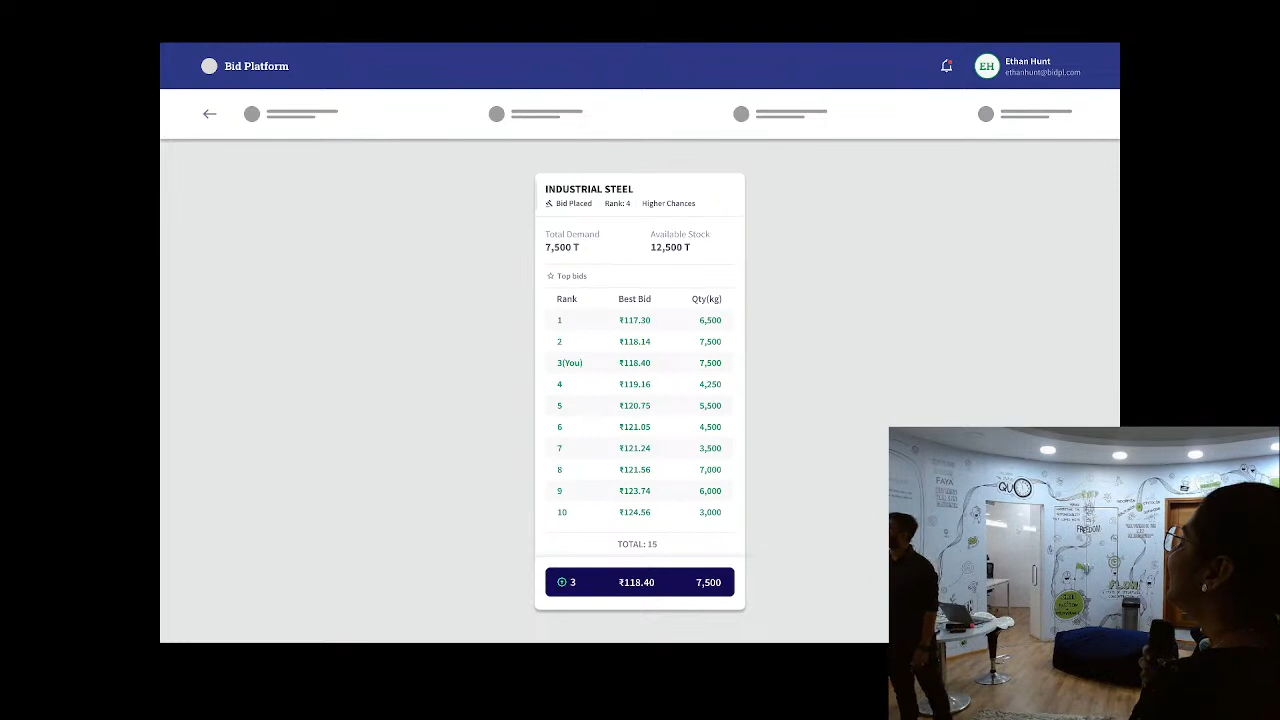 Bid Platform
EH
Ethan Hunt
ethanhunt@bidpl.com
INDUSTRIAL STEEL
Bid Placed Rank: 4 Higher Chances
Total Demand Available Stock
7,500 T 12,500 T
Top bids
Rank Best Bid Qty(kg)
1 ₹117.30 6,500
2 ₹118.14 7,500
3(You) ₹118.40 7,500
4 ₹119.16 4,250
5 ₹120.75 5,500
6 ₹121.05 4,500
7 ₹121.24 3,500
8 ₹121.56 7,000
9 ₹123.74 6,000
10 ₹124.56 3,000
TOTAL: 15
3 ₹118.40 7,500
FAYA
QUO
FREEDOM